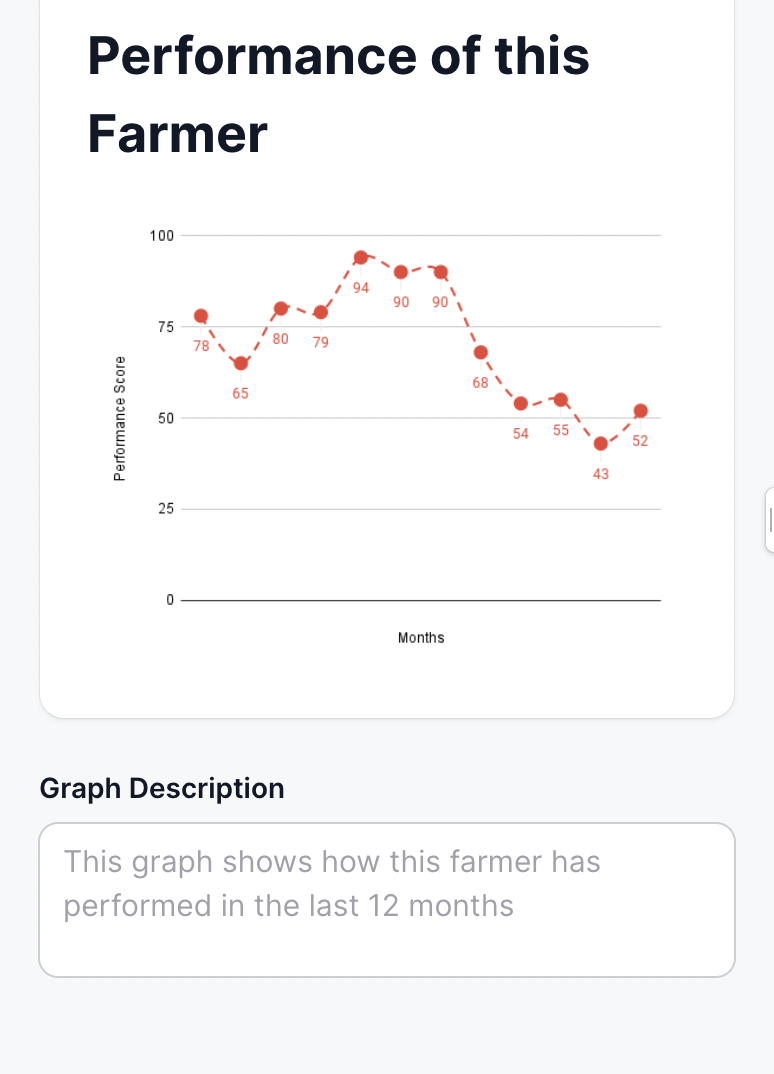 Performance of this
Farmer
100
75
50
25
0
Performance Score
78
65
80
79
94
90
90
68
54
55
43
52
Months
Graph Description
This graph shows how this farmer has
performed in the last 12 months